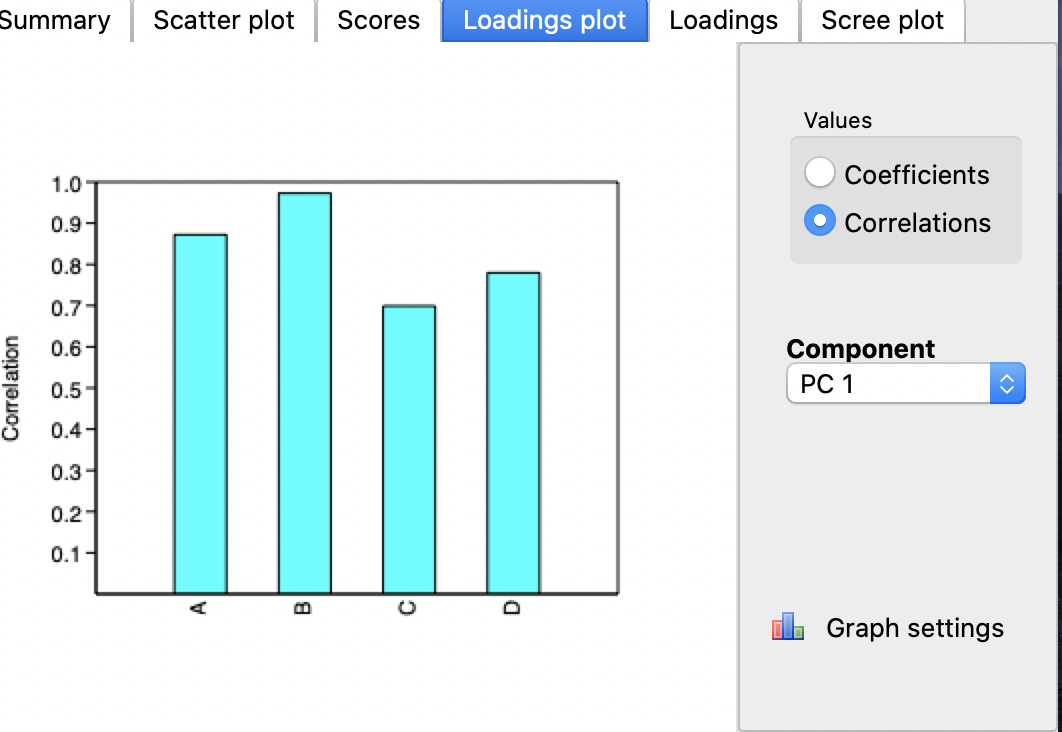 Summary
Scatter plot
Scores
Loadings plot
Loadings
Scree plot
Values
Coefficients
Correlations
Component
PC 1
Graph settings
Correlation
1.0
0.9
0.8
0.7
0.6
0.5
0.4
0.3
0.2
0.1
A
B
C
D